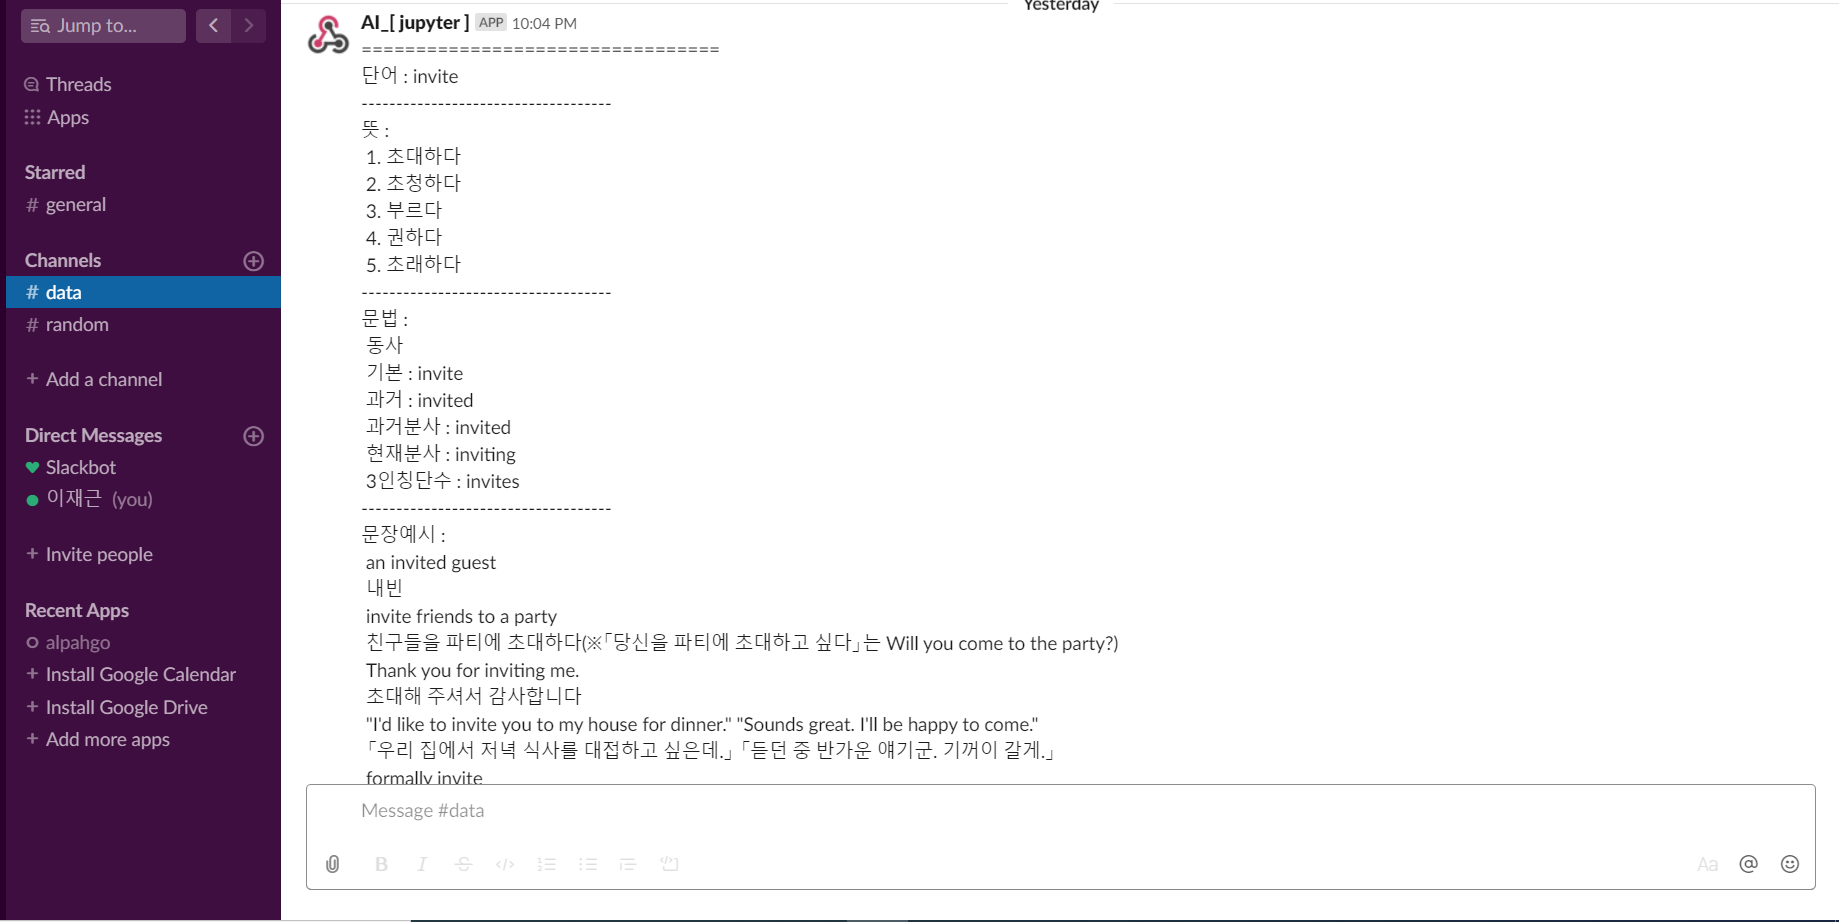 Jump to...
Threads
Apps
Starred
# general
Channels
# data
# random
+ Add a channel
Direct Messages
Slackbot
이재근 (you)
+ Invite people
Recent Apps
alpahgo
+ Install Google Calendar
+ Install Google Drive
+ Add more apps
Yesterday
AI_[ jupyter ] APP 10:04 PM
=================================
단어 : invite
------------------------------------
뜻 :
1. 초대하다
2. 초청하다
3. 부르다
4. 권하다
5. 초래하다
------------------------------------
문법 :
동사
기본 : invite
과거 : invited
과거분사 : invited
현재분사 : inviting
3인칭단수 : invites
------------------------------------
문장예시 :
an invited guest
내빈
invite friends to a party
친구들을 파티에 초대하다(※「당신을 파티에 초대하고 싶다」는 Will you come to the party?)
Thank you for inviting me.
초대해 주셔서 감사합니다
"I'd like to invite you to my house for dinner." "Sounds great. I'll be happy to come."
「우리 집에서 저녁 식사를 대접하고 싶은데.」「듣던 중 반가운 얘기군. 기꺼이 갈게.」
formally invite
Message #data
B I S </> Aa @